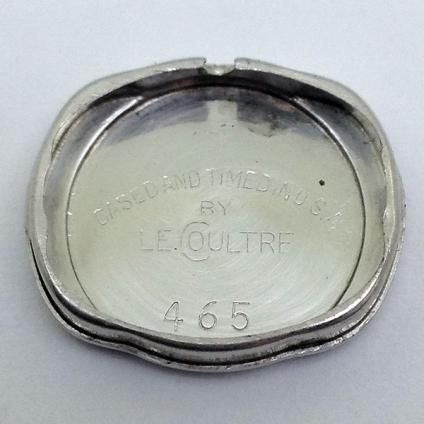 CASED AND TIMED IN U.S.A.
BY
LECOULTRE
465